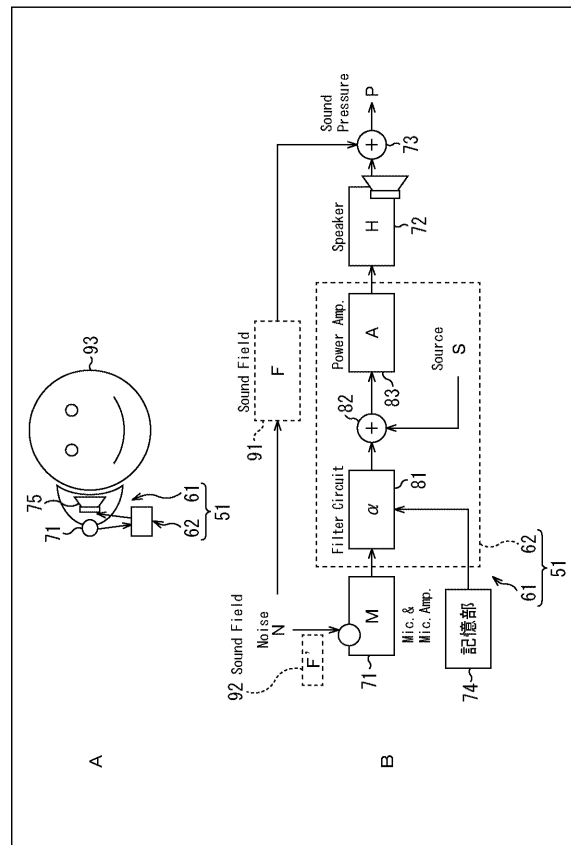 A
71
75
93
61
62
51
B
92
Sound Field
F'
Noise
N
91
Sound Field
F
Sound
Pressure
P
73
M
71
Mic. &
Mic. Amp.
Filter Circuit
α
81
82
Power Amp.
A
83
Speaker
H
72
Source
S
記憶部
74
61
62
51